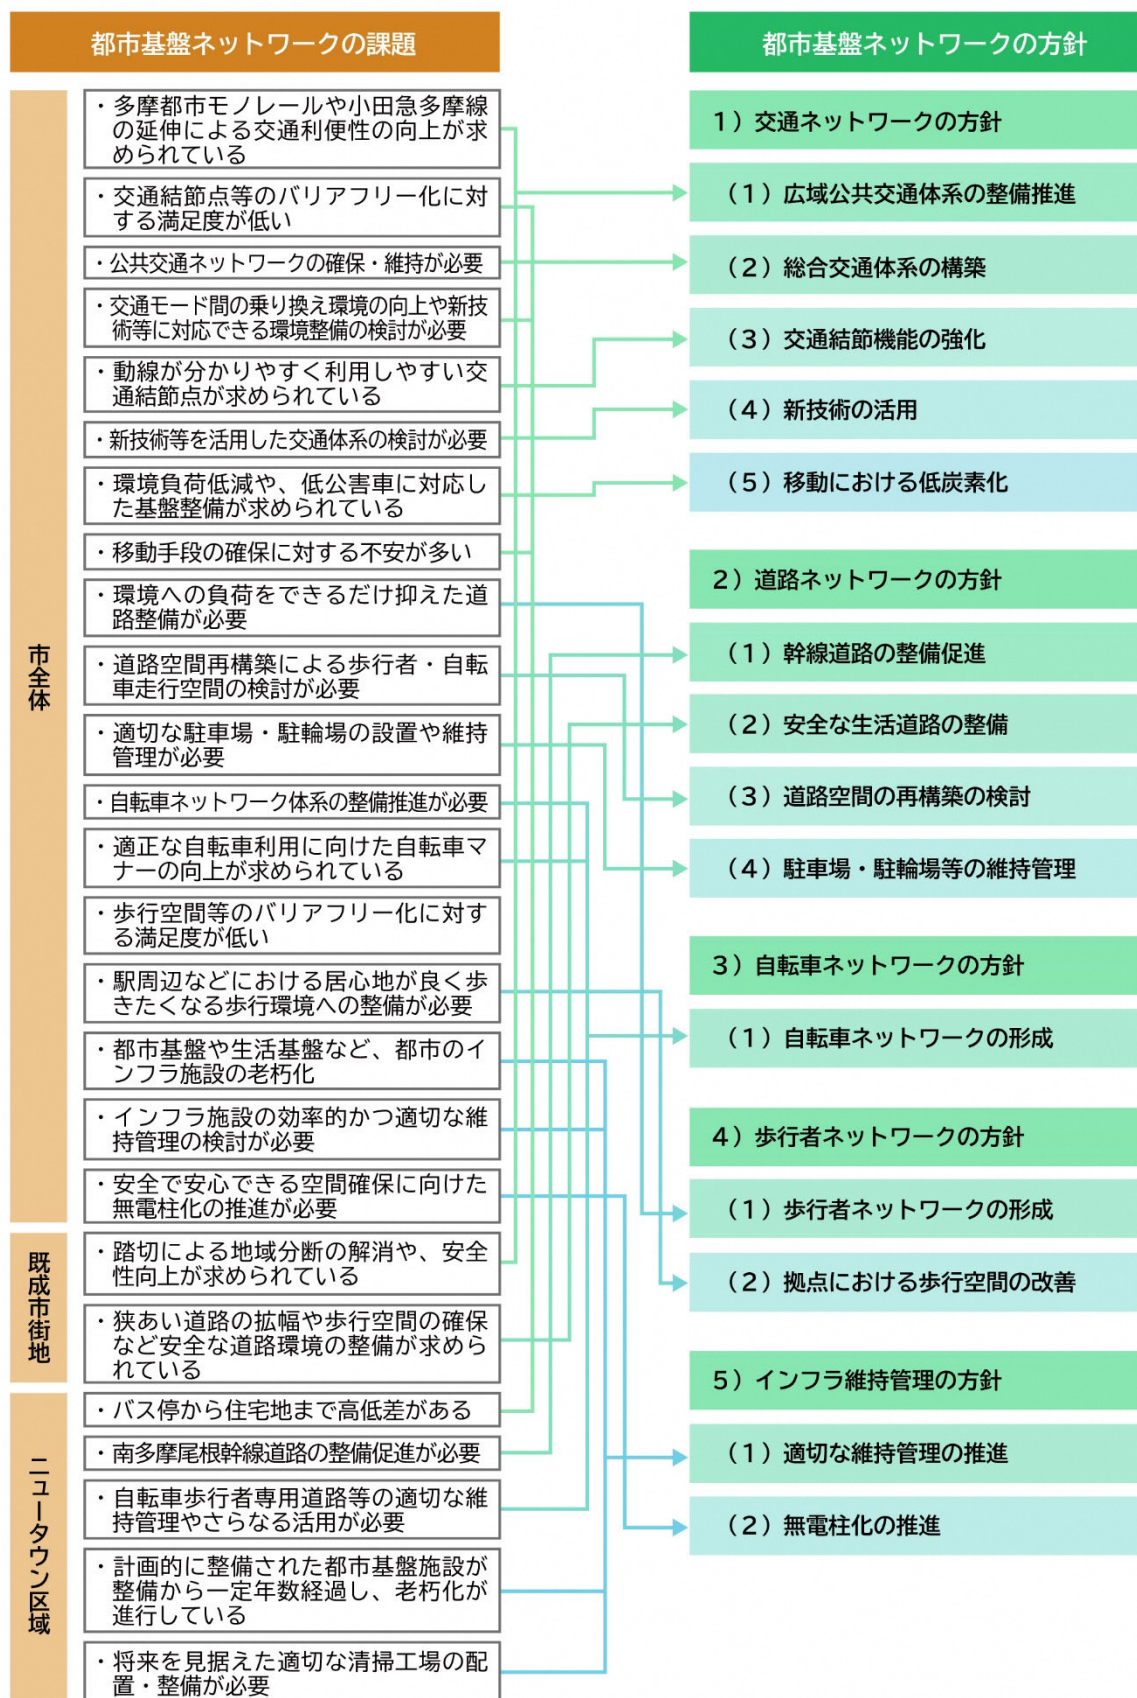 都市基盤ネットワークの課題
市全体
・多摩都市モノレールや小田急多摩線
の延伸による交通利便性の向上が求
められている
・交通結節点等のバリアフリー化に対
する満足度が低い
・公共交通ネットワークの確保・維持が必要
・交通モード間の乗り換え環境の向上や新技
術等に対応できる環境整備の検討が必要
・動線が分かりやすく利用しやすい交
通結節点が求められている
・新技術等を活用した交通体系の検討が必要
・環境負荷低減や、低公害車に対応し
た基盤整備が求められている
・移動手段の確保に対する不安が多い
・環境への負荷をできるだけ抑えた道
路整備が必要
・道路空間再構築による歩行者・自転
車走行空間の検討が必要
・適切な駐車場・駐輪場の設置や維持
管理が必要
・自転車ネットワーク体系の整備推進が必要
・適正な自転車利用に向けた自転車マ
ナーの向上が求められている
・歩行空間等のバリアフリー化に対す
る満足度が低い
・駅周辺などにおける居心地が良く歩
きたくなる歩行環境への整備が必要
・都市基盤や生活基盤など、都市のイ
ンフラ施設の老朽化
・インフラ施設の効率的かつ適切な維
持管理の検討が必要
・安全で安心できる空間確保に向けた
無電柱化の推進が必要
既成市街地
・踏切による地域分断の解消や、安全
性向上が求められている
・狭あい道路の拡幅や歩行空間の確保
など安全な道路環境の整備が求めら
れている
ニュータウン区域
・バス停から住宅地まで高低差がある
・南多摩尾根幹線道路の整備促進が必要
・自転車歩行者専用道路等の適切な維
持管理やさらなる活用が必要
・計画的に整備された都市基盤施設が
整備から一定年数経過し、老朽化が
進行している
・将来を見据えた適切な清掃工場の配
置・整備が必要
都市基盤ネットワークの方針
1）交通ネットワークの方針
（1）広域公共交通体系の整備推進
（2）総合交通体系の構築
（3）交通結節機能の強化
（4）新技術の活用
（5）移動における低炭素化
2）道路ネットワークの方針
（1）幹線道路の整備促進
（2）安全な生活道路の整備
（3）道路空間の再構築の検討
（4）駐車場・駐輪場等の維持管理
3）自転車ネットワークの方針
（1）自転車ネットワークの形成
4）歩行者ネットワークの方針
（1）歩行者ネットワークの形成
（2）拠点における歩行空間の改善
5）インフラ維持管理の方針
（1）適切な維持管理の推進
（2）無電柱化の推進